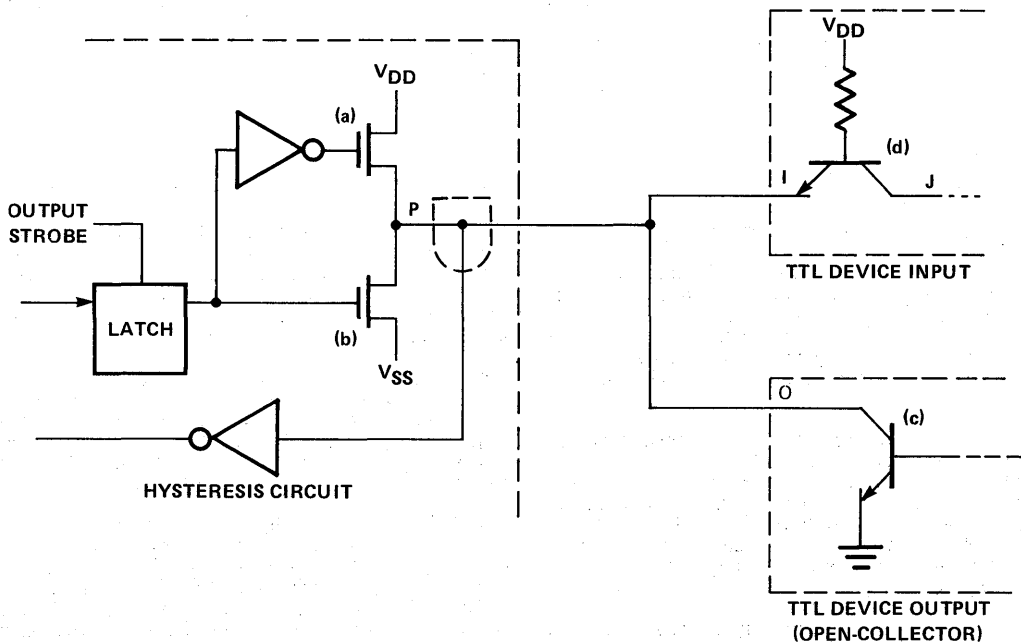 VDD
(a)
P
OUTPUT
STROBE
LATCH
(b)
VSS
HYSTERESIS CIRCUIT
VDD
(d)
I
J
TTL DEVICE INPUT
O
(c)
TTL DEVICE OUTPUT
(OPEN-COLLECTOR)